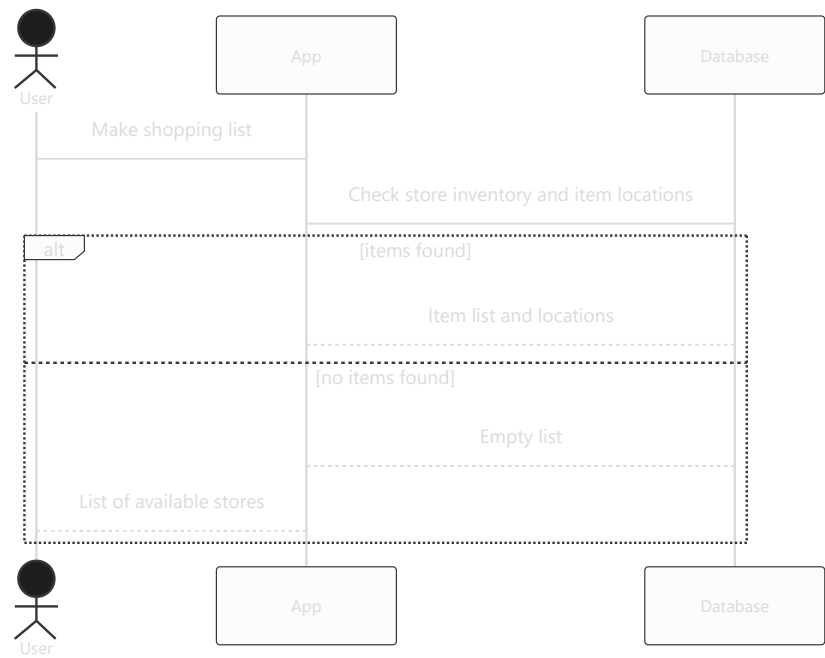 App
Database
User
Make shopping list
Check store inventory and item locations
alt
[items found]
Item list and locations
[no items found]
Empty list
List of available stores
App
Database
User